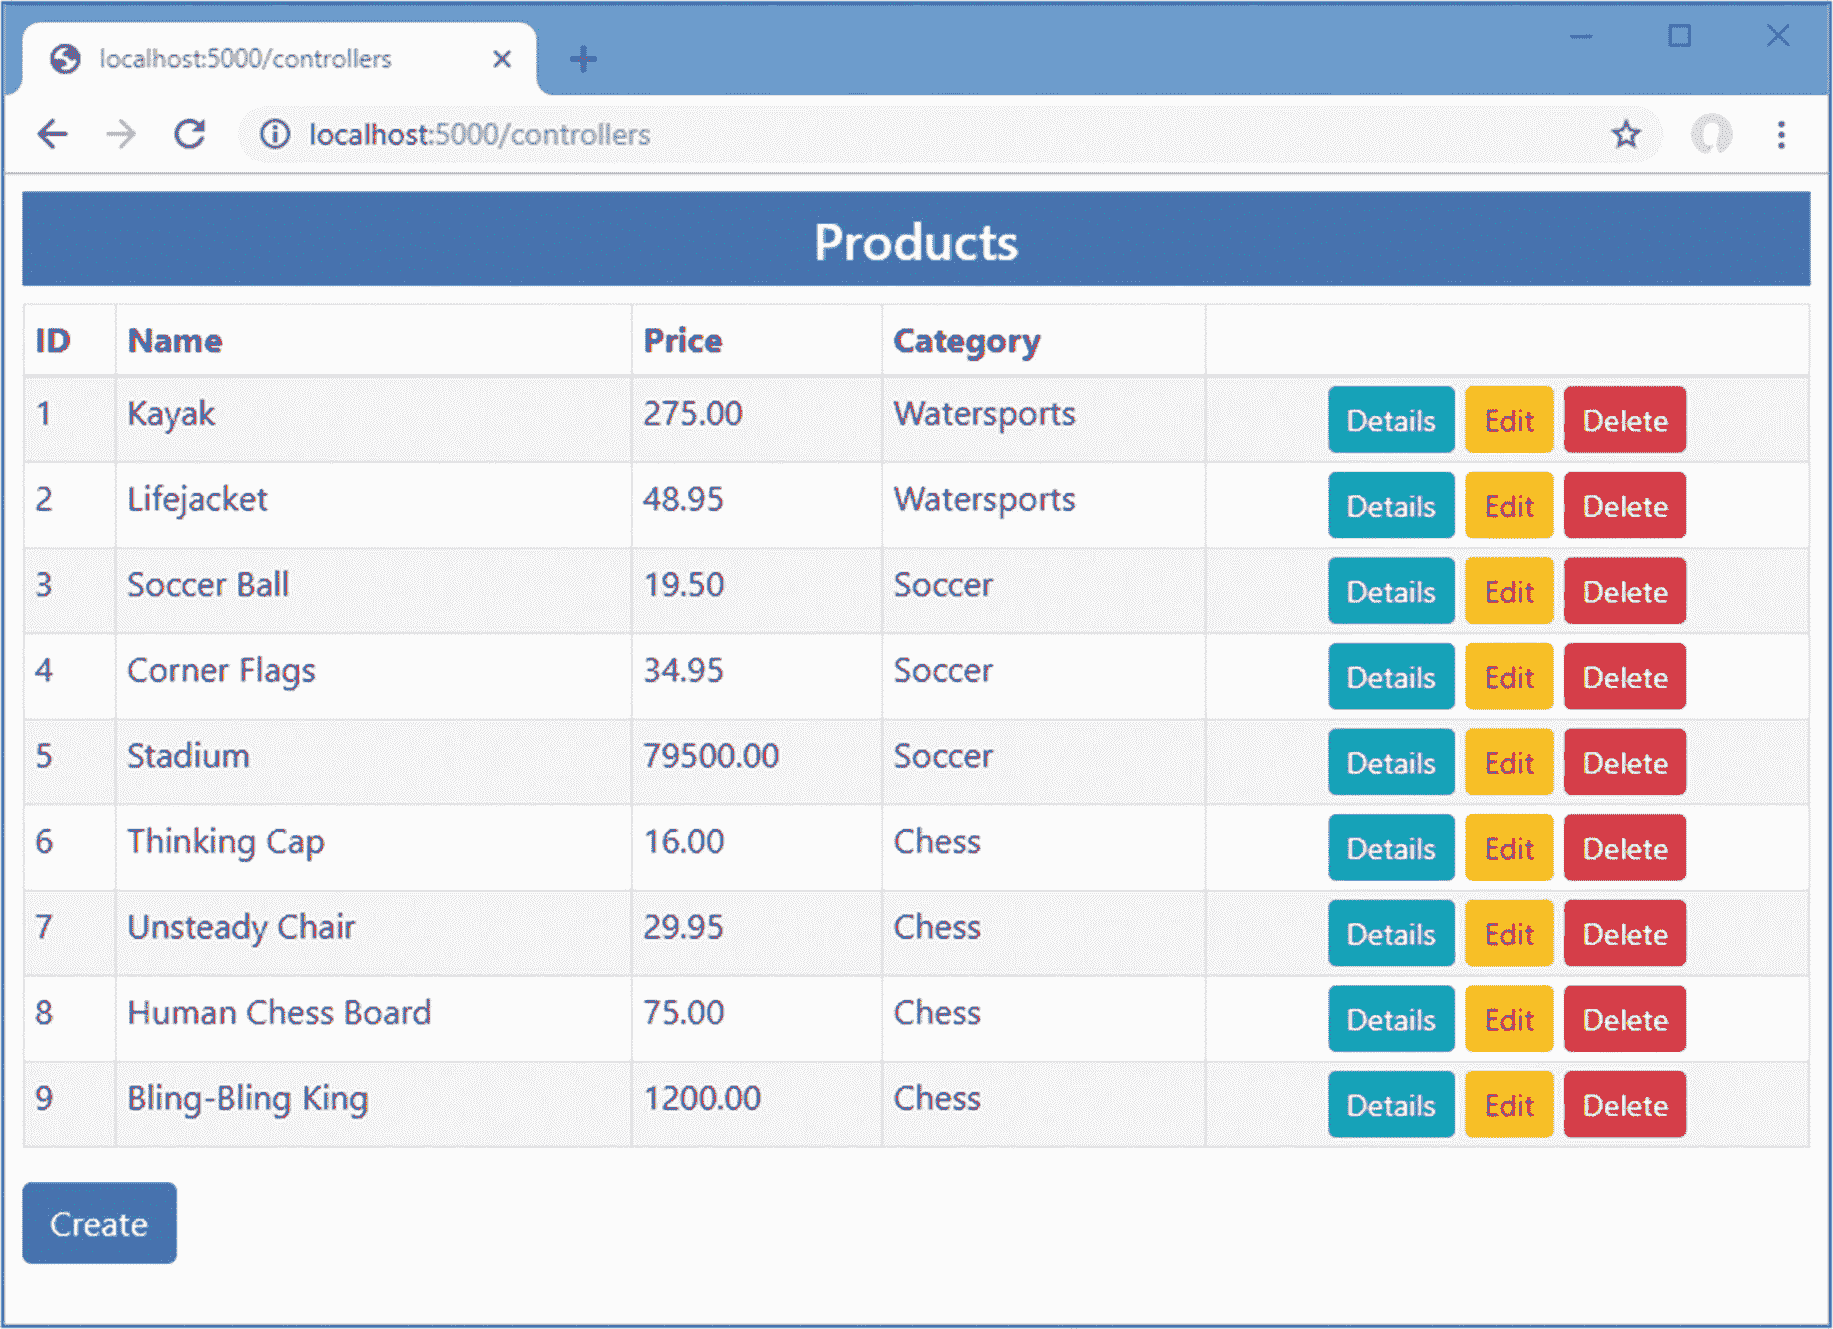 localhost:5000/controllers
localhost:5000/controllers
Products
ID Name Price Category
1 Kayak 275.00 Watersports Details Edit Delete
2 Lifejacket 48.95 Watersports Details Edit Delete
3 Soccer Ball 19.50 Soccer Details Edit Delete
4 Corner Flags 34.95 Soccer Details Edit Delete
5 Stadium 79500.00 Soccer Details Edit Delete
6 Thinking Cap 16.00 Chess Details Edit Delete
7 Unsteady Chair 29.95 Chess Details Edit Delete
8 Human Chess Board 75.00 Chess Details Edit Delete
9 Bling-Bling King 1200.00 Chess Details Edit Delete
Create